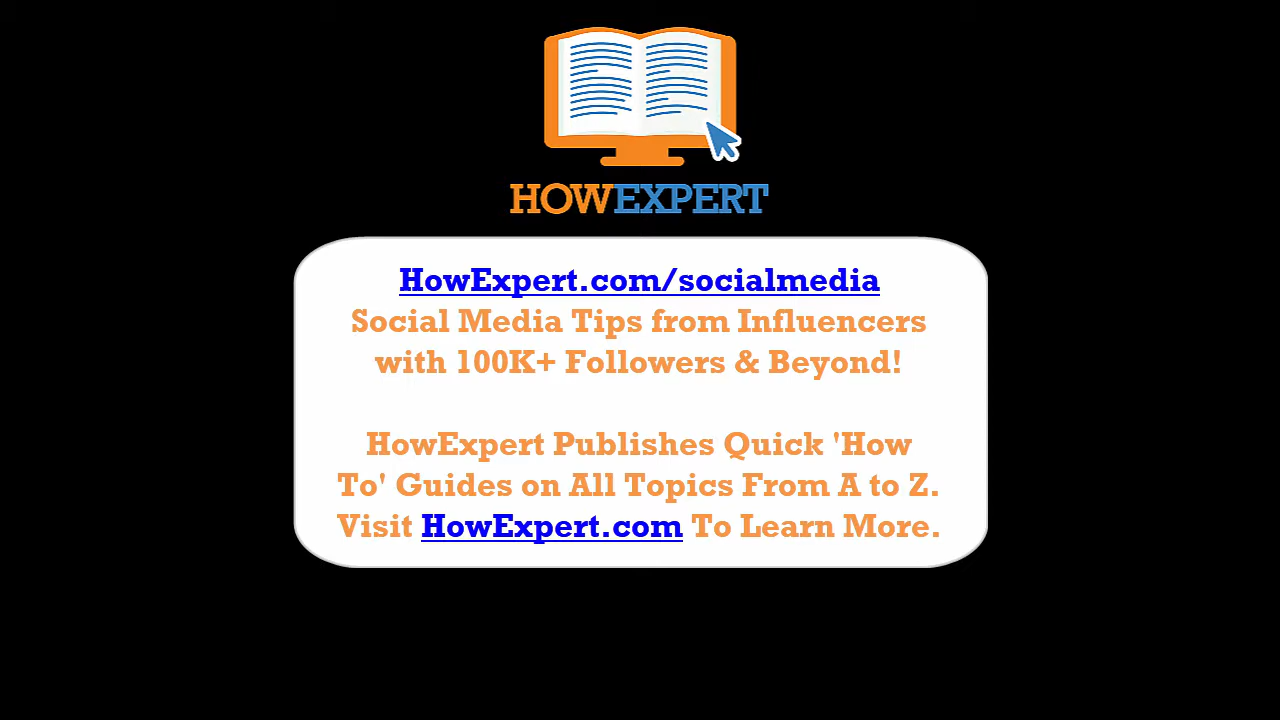 HOWEXPERT
HowExpert.com/socialmedia
Social Media Tips from Influencers
with 100K+ Followers & Beyond!
HowExpert Publishes Quick 'How
To' Guides on All Topics From A to Z.
Visit HowExpert.com To Learn More.